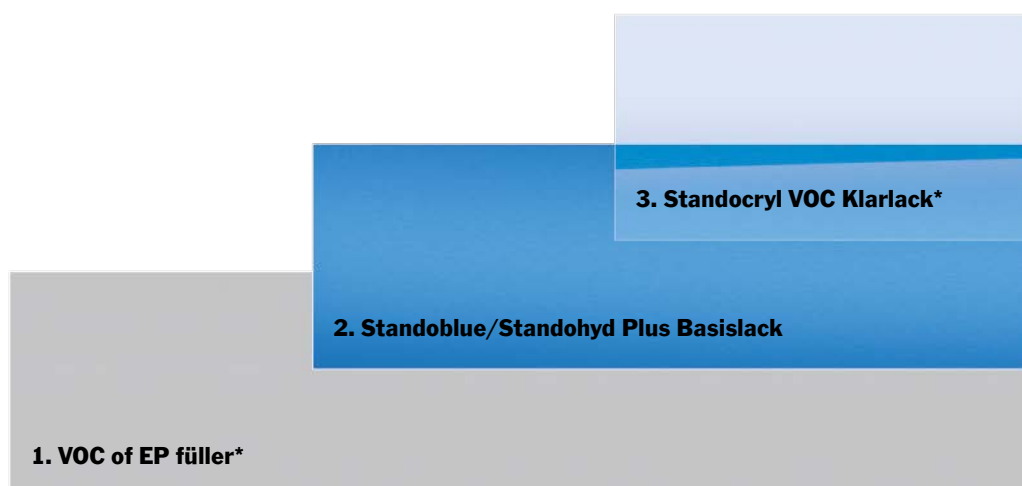 3. Standocryl VOC Klarlack*
2. Standoblue/Standohyd Plus Basislack
1. VOC of EP füller*